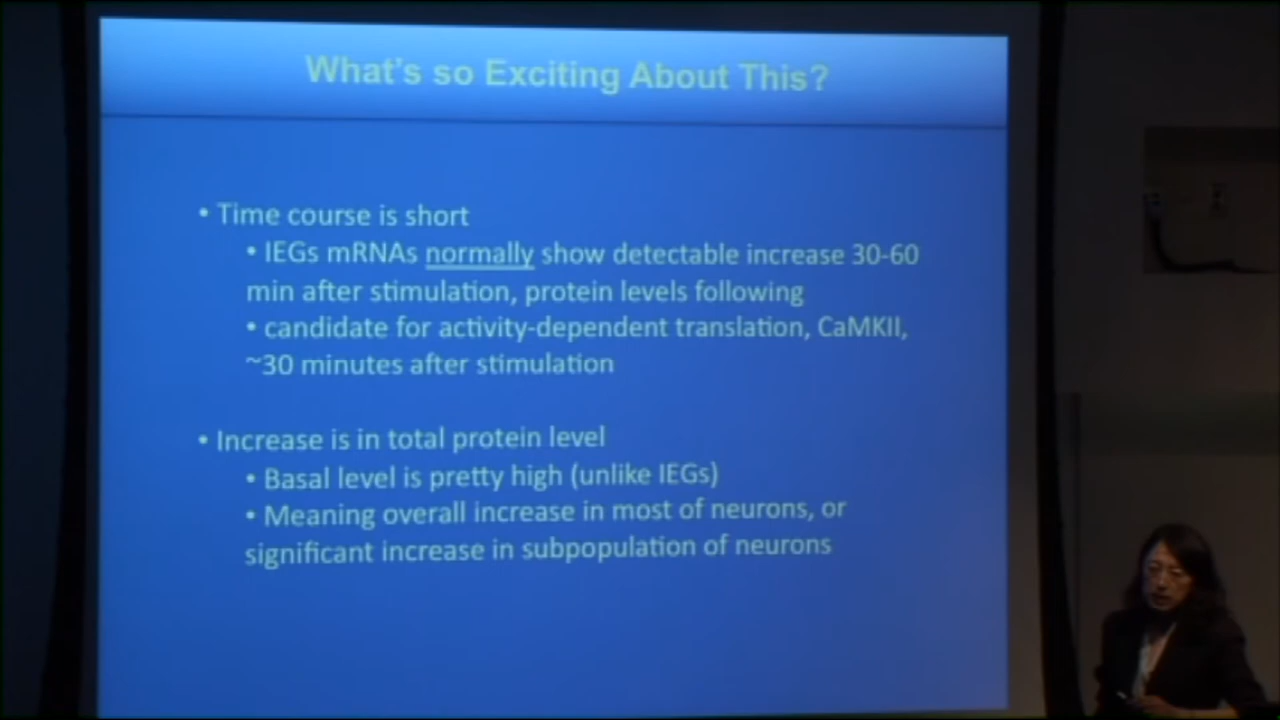 What's so Exciting About This?
• Time course is short
• IEGs mRNAs normally show detectable increase 30-60
min after stimulation, protein levels following
• candidate for activity-dependent translation, CaMKII,
~30 minutes after stimulation
• Increase is in total protein level
• Basal level is pretty high (unlike IEGs)
• Meaning overall increase in most of neurons, or
significant increase in subpopulation of neurons